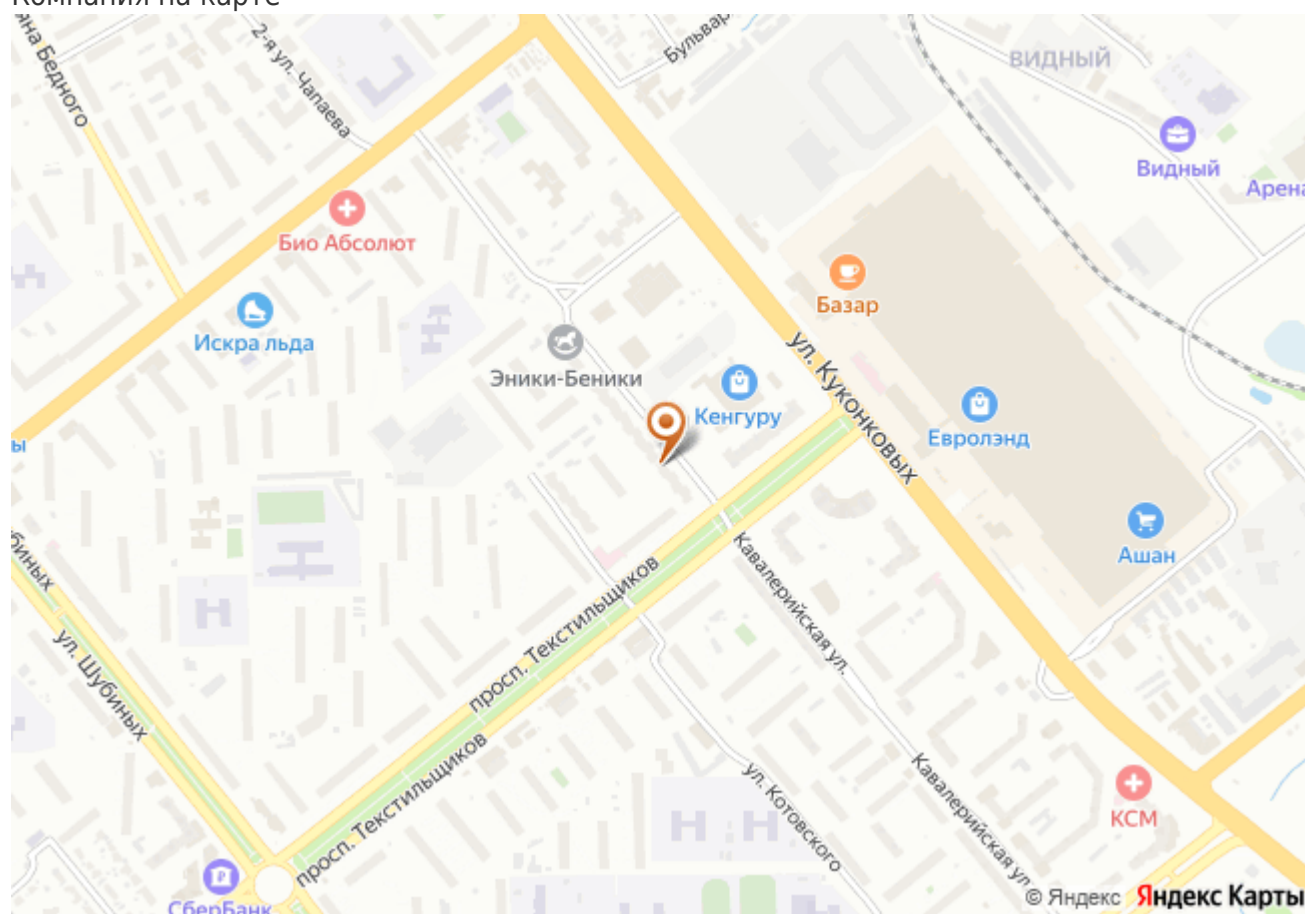 Компания на карте
яна Бедного
2-я ул. Чапаева
Бульвар
ВИДНЫЙ
Видный
Арена
Био Абсолют
Базар
Искра льда
ул. Куконковых
Эники-Беники
Кенгуру
Евролэнд
ы
Ашан
биных
Кавалерийская ул.
просп. Текстильщиков
ул. Шубиных
просп. Текстильщиков
ул. Котовского
Кавалерийская ул.
КСМ
СберБанк
© Яндекс Яндекс Карты